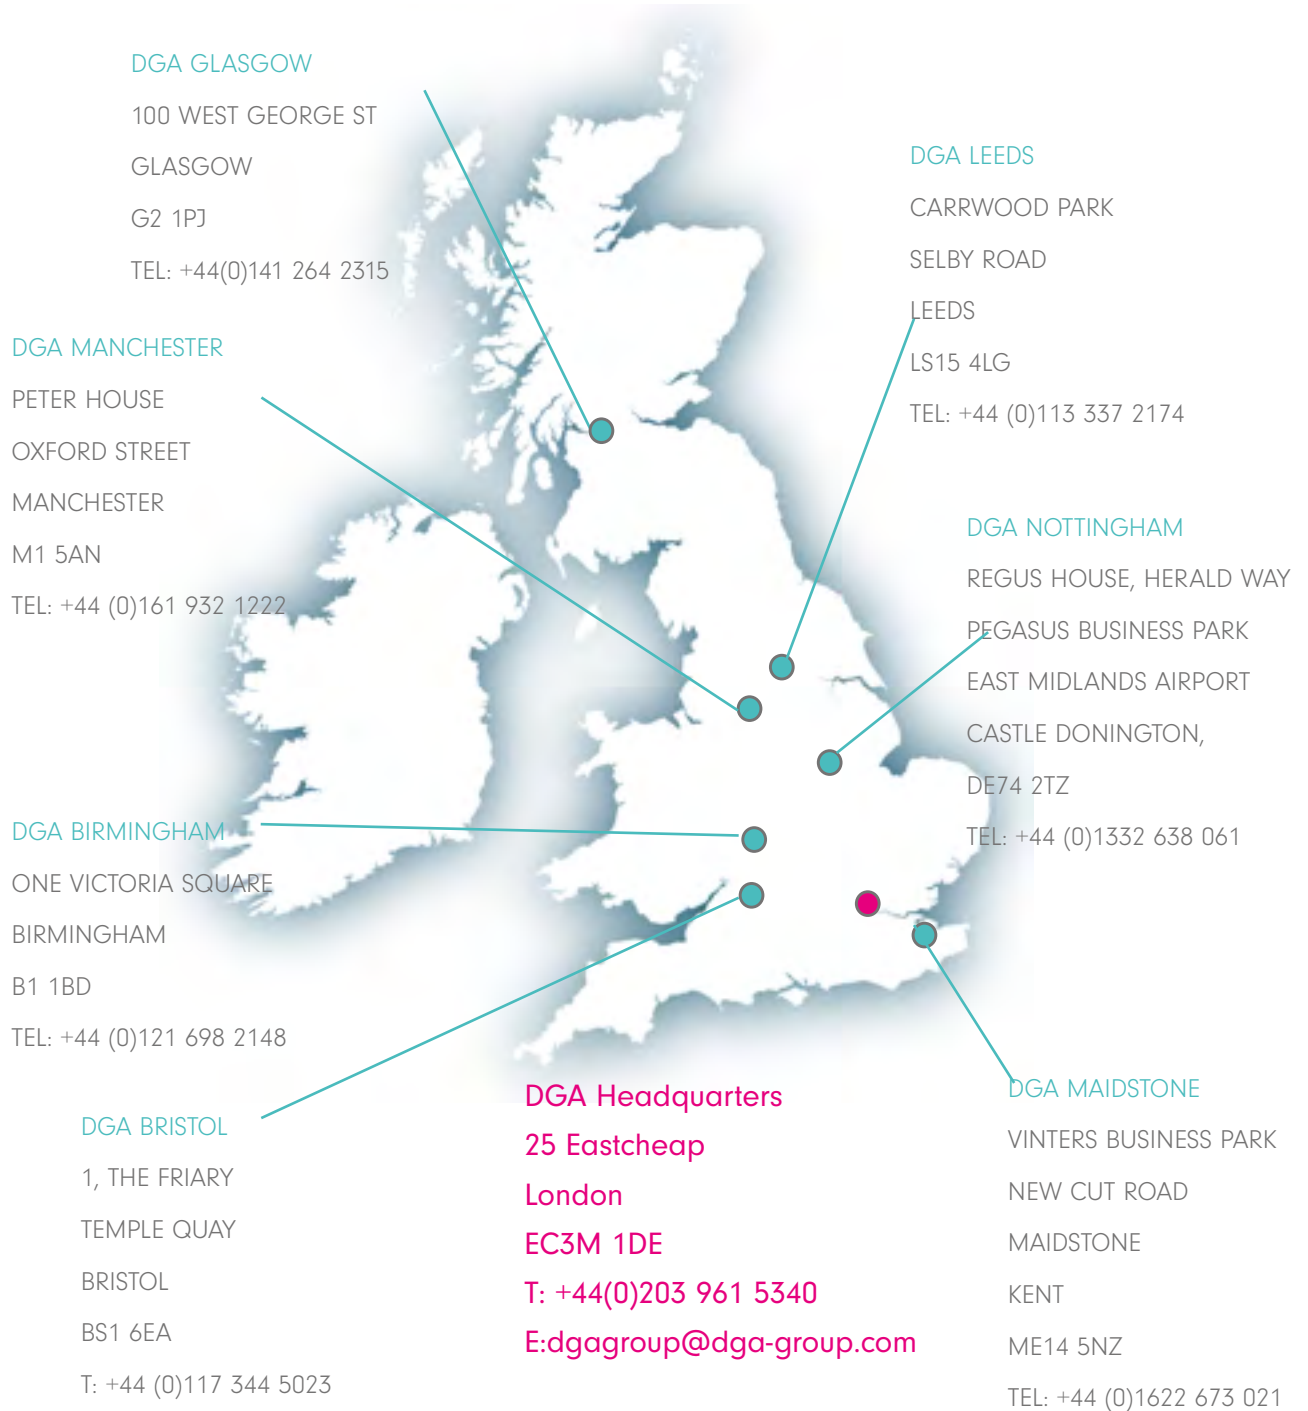 DGA GLASGOW
100 WEST GEORGE ST
GLASGOW
G2 1PJ
TEL: +44(0)141 264 2315
DGA LEEDS
CARRWOOD PARK
SELBY ROAD
LEEDS
LS15 4LG
TEL: +44 (0)113 337 2174
DGA MANCHESTER
PETER HOUSE
OXFORD STREET
MANCHESTER
M1 5AN
TEL: +44 (0)161 932 1222
DGA NOTTINGHAM
REGUS HOUSE, HERALD WAY
PEGASUS BUSINESS PARK
EAST MIDLANDS AIRPORT
CASTLE DONINGTON,
DE74 2TZ
TEL: +44 (0)1332 638 061
DGA BIRMINGHAM
ONE VICTORIA SQUARE
BIRMINGHAM
B1 1BD
TEL: +44 (0)121 698 2148
DGA BRISTOL
1, THE FRIARY
TEMPLE QUAY
BRISTOL
BS1 6EA
T: +44 (0)117 344 5023
DGA Headquarters
25 Eastcheap
London
EC3M 1DE
T: +44(0)203 961 5340
E:dgagroup@dga-group.com
DGA MAIDSTONE
VINTERS BUSINESS PARK
NEW CUT ROAD
MAIDSTONE
KENT
ME14 5NZ
TEL: +44 (0)1622 673 021